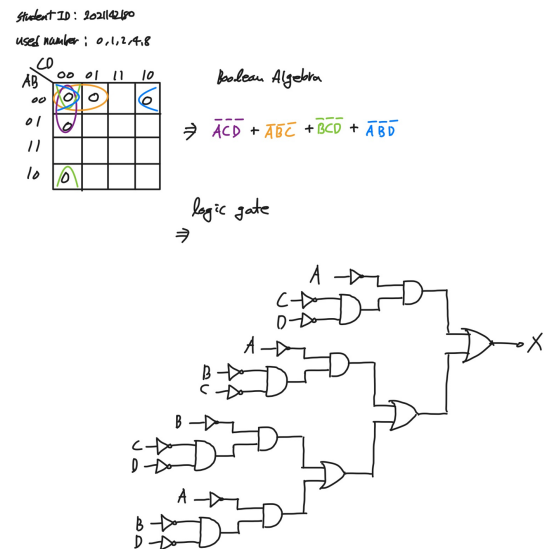 Student ID : 202114280
used number ; 0,1,2,4,8
CD
AB 00 01 11 10
00 0 0 0
01 0
11
10 0
Boolean Algebra
⇒ A̅C̅D̅ + A̅B̅C̅ + B̅C̅D̅ + A̅B̅D̅
logic gate
⇒
A
C
D
X
A
B
C
B
C
D
A
B
D